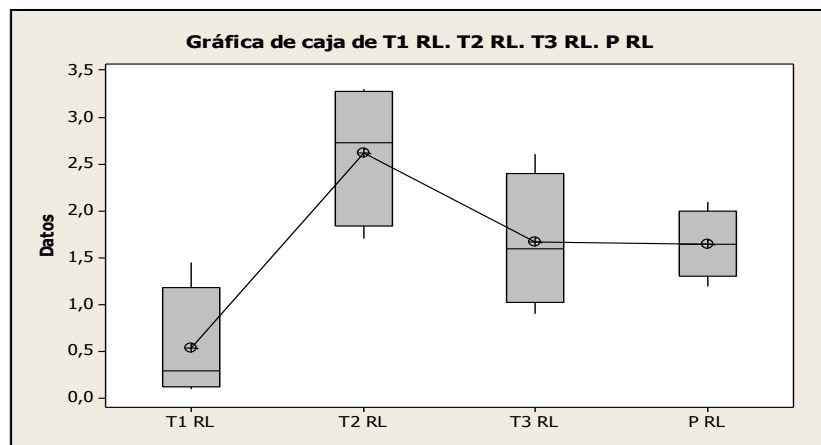 Gráfica de caja de T1 RL. T2 RL. T3 RL. P RL
3,5
3,0
2,5
2,0
1,5
1,0
0,5
0,0
Datos
T1 RL T2 RL T3 RL P RL